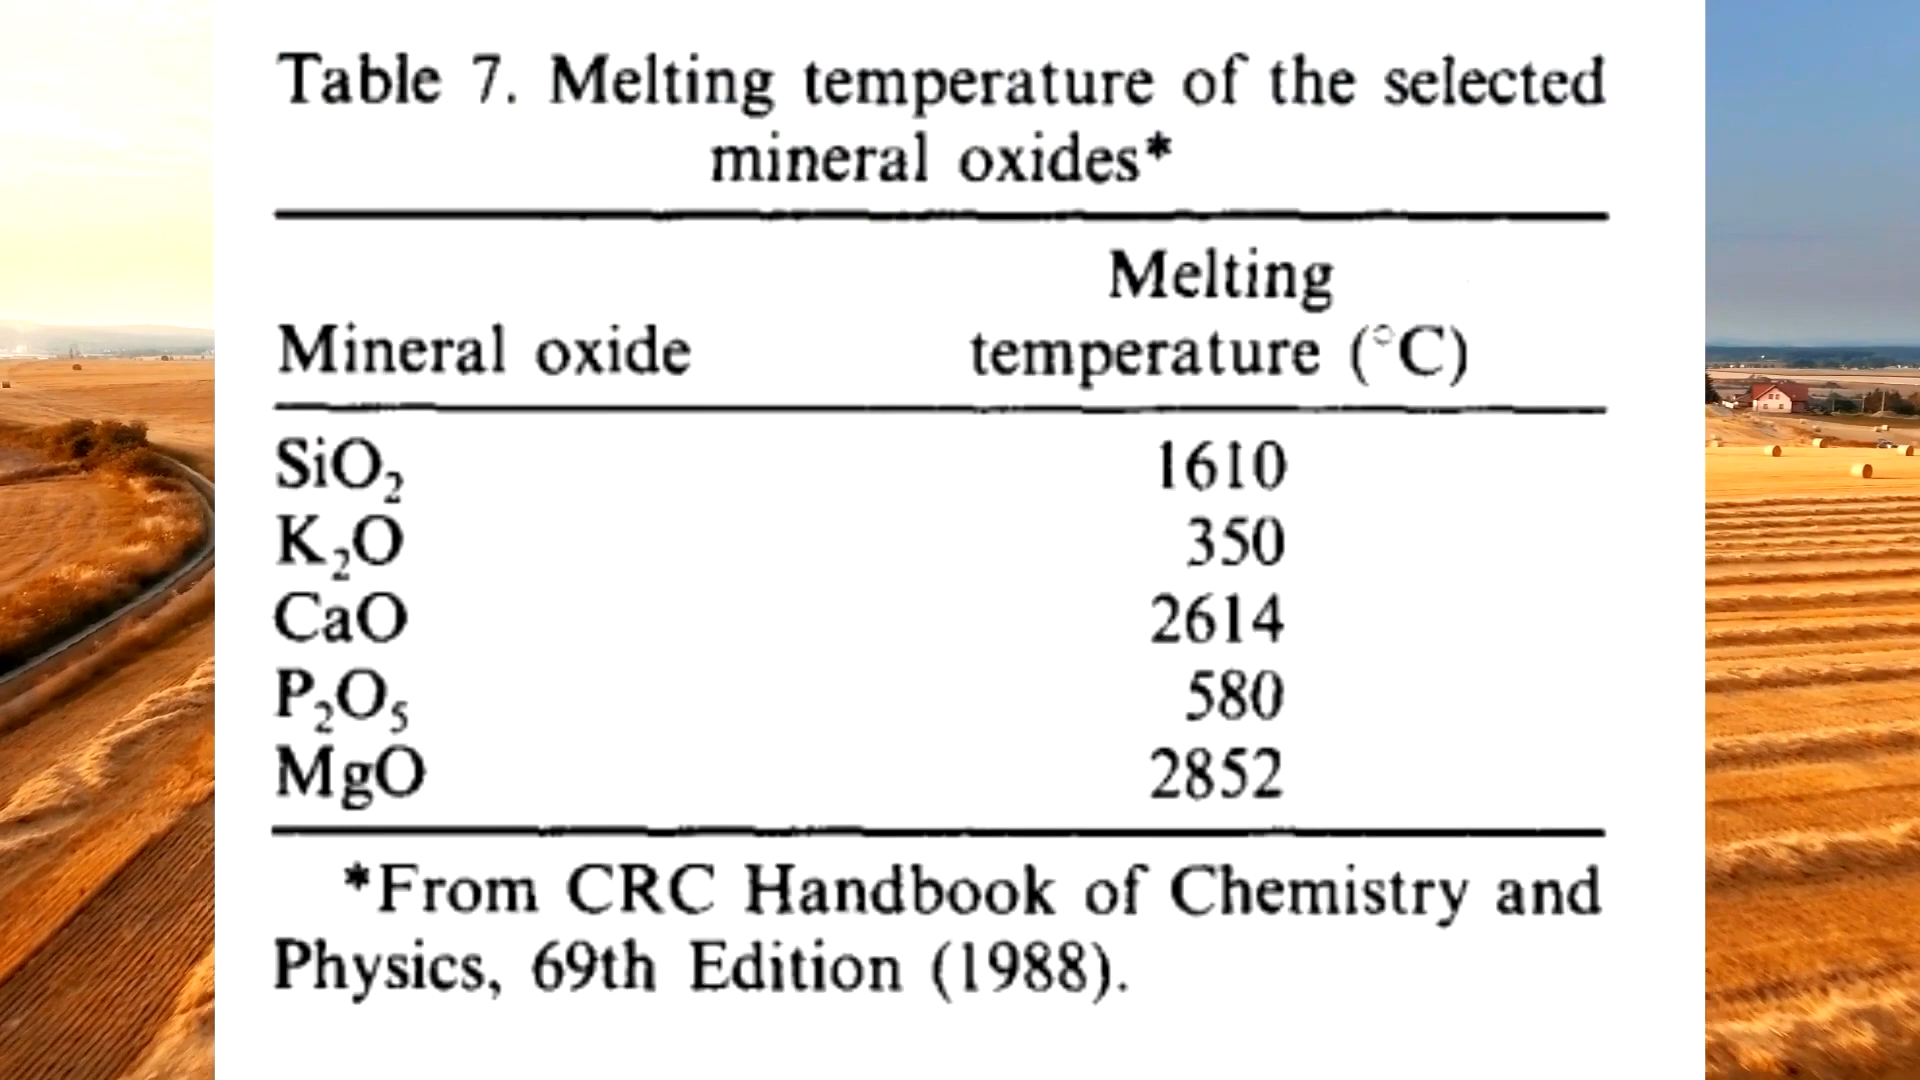 Table 7. Melting temperature of the selected
mineral oxides*
Melting
Mineral oxide temperature (°C)
SiO₂ 1610
K₂O 350
CaO 2614
P₂O₅ 580
MgO 2852
*From CRC Handbook of Chemistry and
Physics, 69th Edition (1988).